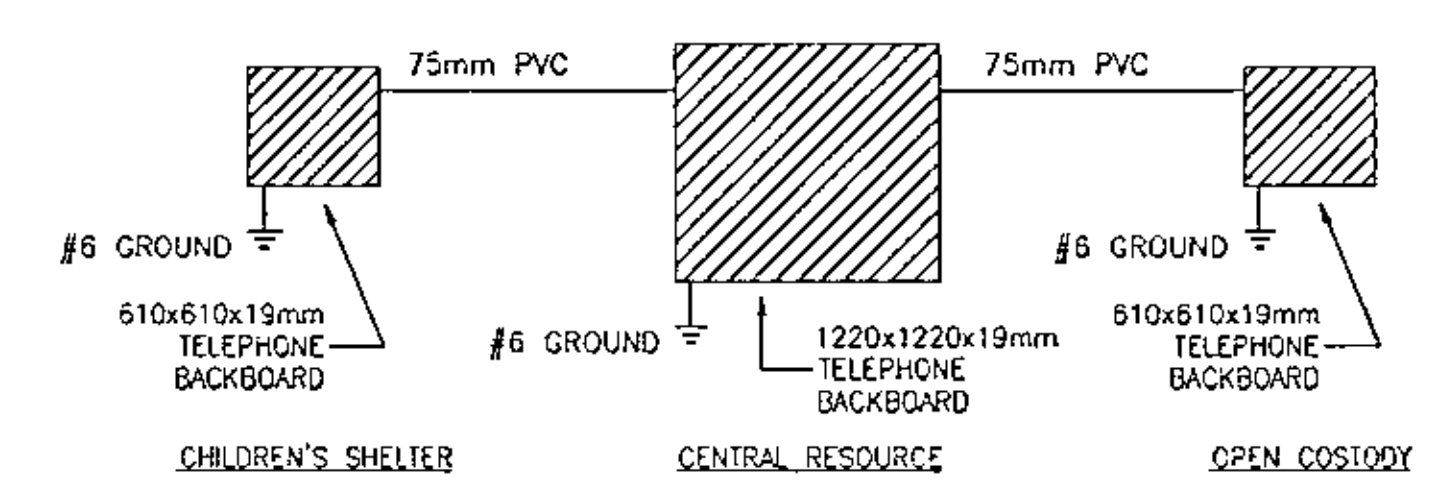 75mm PVC
75mm PVC
#6 GROUND
#6 GROUND
610x610x19mm
TELEPHONE
BACKBOARD
#6 GROUND
1220x1220x19mm
TELEPHONE
BACKBOARD
610x610x19mm
TELEPHONE
BACKBOARD
CHILDREN'S SHELTER
CENTRAL RESOURCE
OPEN COSTODY